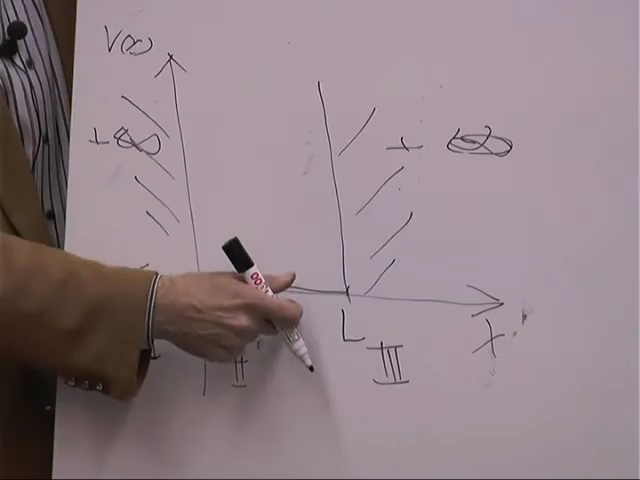 V(x)
+∞
+ ∞
L
II
III
X